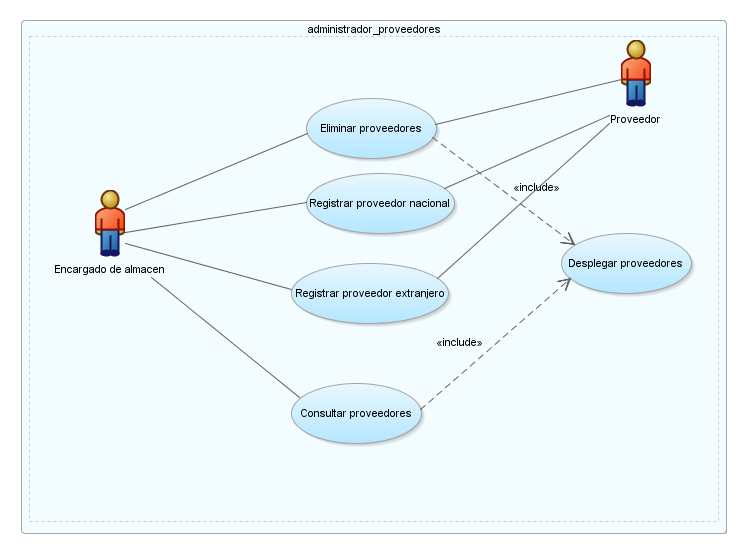 administrador_proveedores
Proveedor
Eliminar proveedores
«include»
Registrar proveedor nacional
Encargado de almacen
Desplegar proveedores
Registrar proveedor extranjero
«include»
Consultar proveedores